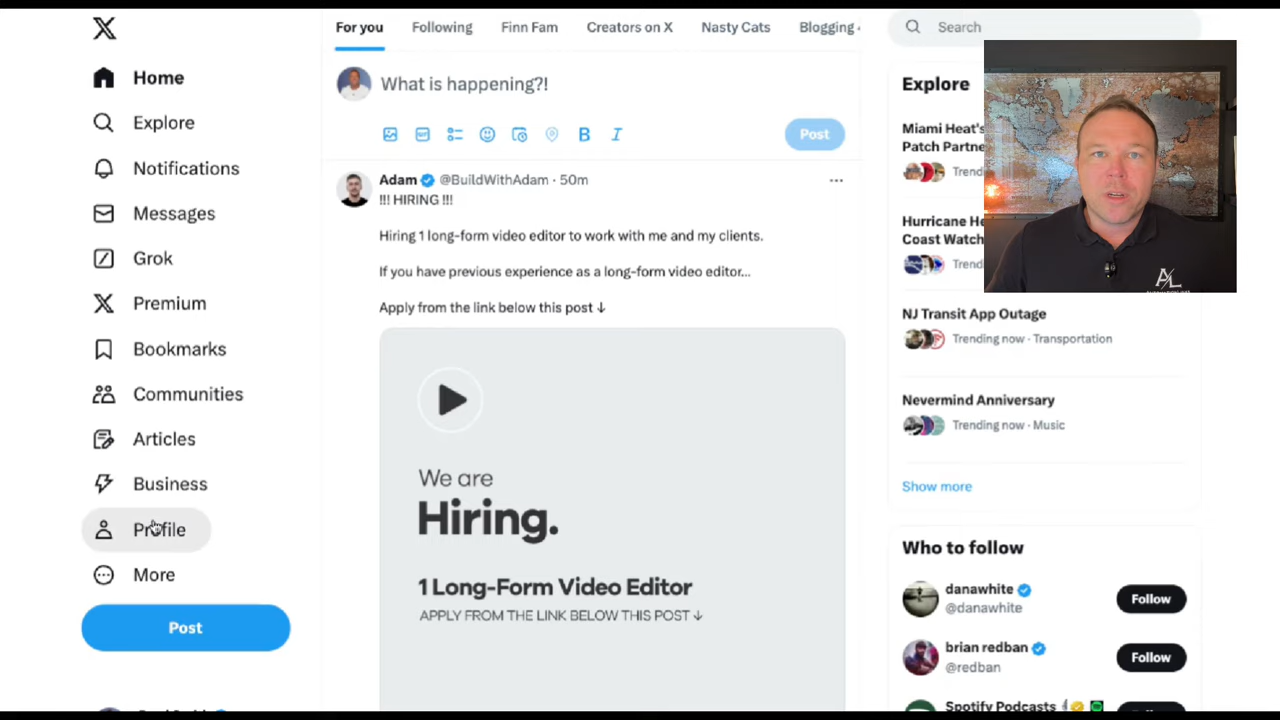 Home
Explore
Notifications
Messages
Grok
Premium
Bookmarks
Communities
Articles
Business
Profile
More
Post
For you Following Finn Fam Creators on X Nasty Cats Blogging
What is happening?!
GIF
B I
Post
Adam @BuildWithAdam · 50m
!!! HIRING !!!
Hiring 1 long-form video editor to work with me and my clients.
If you have previous experience as a long-form video editor...
Apply from the link below this post ↓
We are
Hiring.
1 Long-Form Video Editor
APPLY FROM THE LINK BELOW THIS POST ↓
Search
Explore
Miami Heat's
Patch Partne
Trend
Hurricane He
Coast Watch
Trend
NJ Transit App Outage
Trending now · Transportation
Nevermind Anniversary
Trending now · Music
Show more
Who to follow
danawhite
@danawhite
Follow
brian redban
@redban
Follow
Spotify Podcasts
A/L